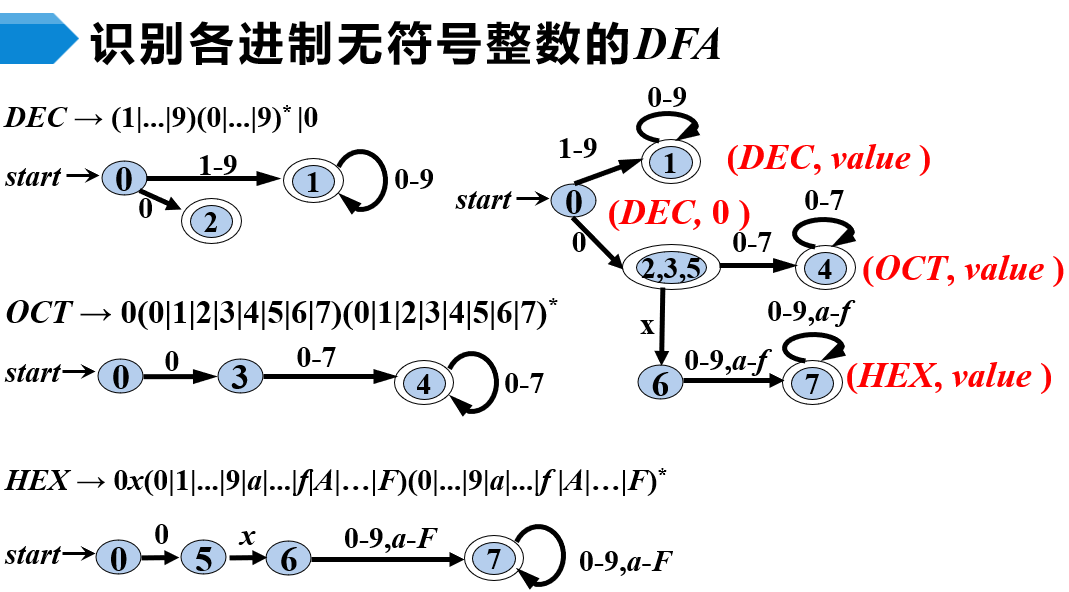 识别各进制无符号整数的DFA
DEC → (1|...|9)(0|...|9)* |0
start 0 1-9 1 0-9
0
2
OCT → 0(0|1|2|3|4|5|6|7)(0|1|2|3|4|5|6|7)*
start 0 0 3 0-7 4 0-7
HEX → 0x(0|1|...|9|a|...|f|A|…|F)(0|...|9|a|...|f |A|…|F)*
start 0 0 5 x 6 0-9,a-F 7 0-9,a-F
0-9
1-9 1 (DEC, value )
start 0 (DEC, 0 )
0-7
0 2,3,5 0-7 4 (OCT, value )
0-9,a-f
x
6 0-9,a-f 7 (HEX, value )